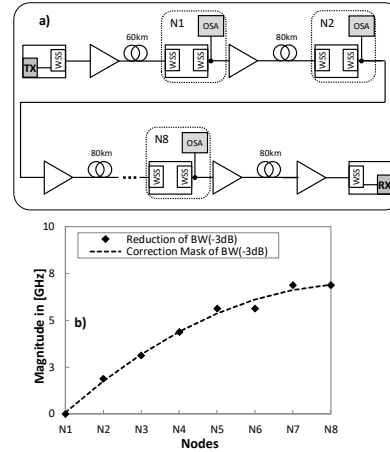 a)
N1
N2
OSA
OSA
60km
80km
TX
WSS
WSS
WSS
WSS
WSS
N8
OSA
80km
80km
WSS
WSS
WSS
RX
10
8
5
3
0
Magnitude in [GHz]
Reduction of BW(-3dB)
Correction Mask of BW(-3dB)
b)
N1 N2 N3 N4 N5 N6 N7 N8
Nodes